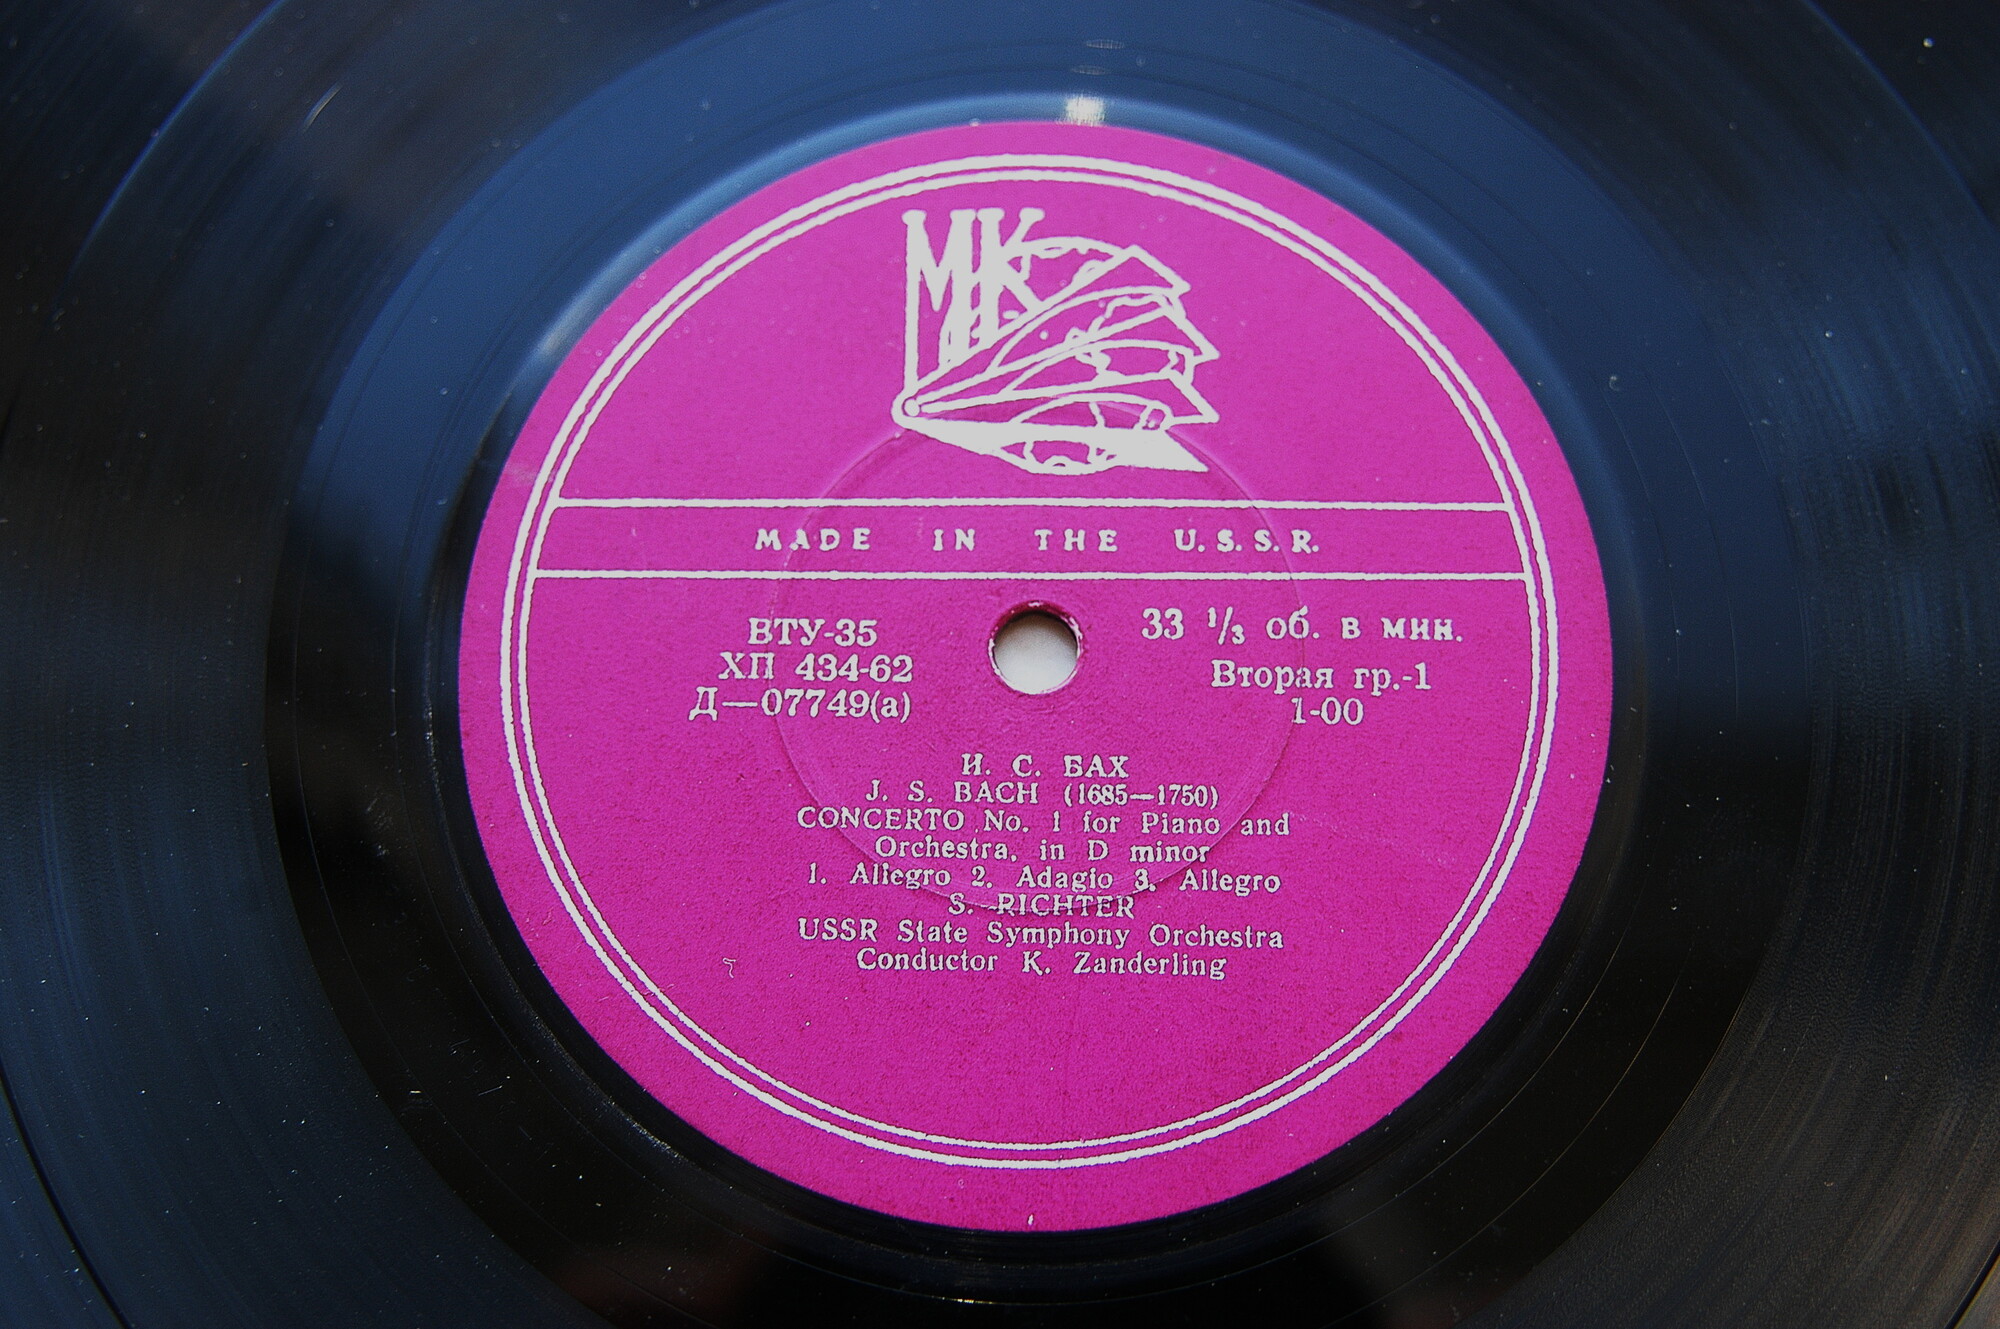 МК
MADE IN THE U.S.S.R.
ВТУ-35
ХП 434-62
Д—07749(а)
33 ⅓ об. в мин.
Вторая гр.-1
1-00
И. С. БАХ
J. S. BACH (1685—1750)
CONCERTO No. 1 for Piano and
Orchestra, in D minor
1. Allegro 2. Adagio 3. Allegro
S. RICHTER
USSR State Symphony Orchestra
Conductor K. Zanderling